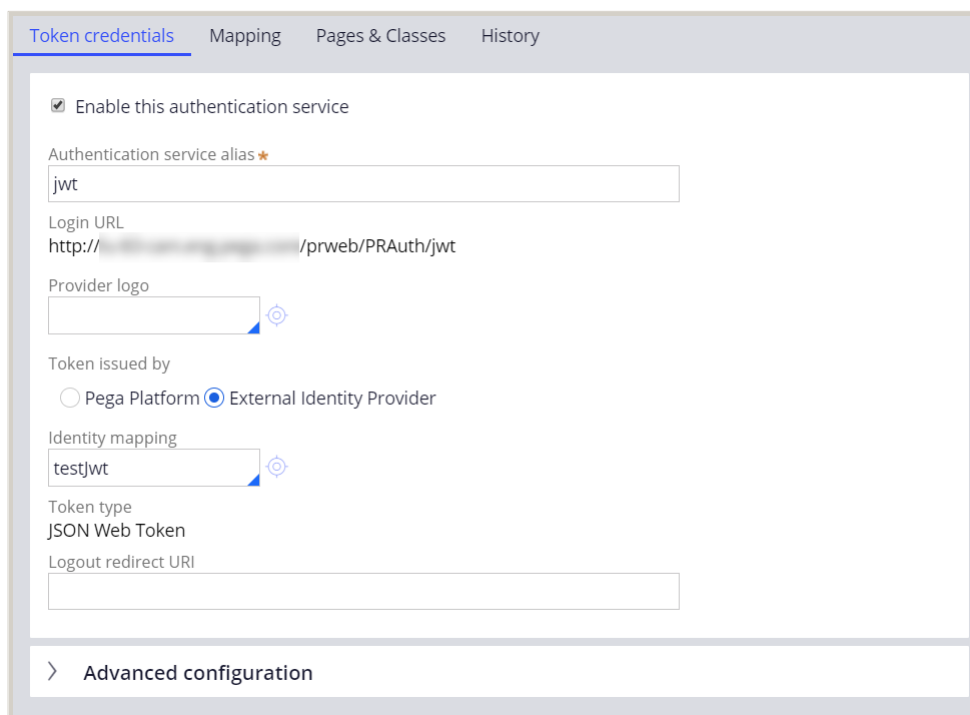 Token credentials Mapping Pages & Classes History
Enable this authentication service
Authentication service alias ★
jwt
Login URL
http:// /prweb/PRAuth/jwt
Provider logo
Token issued by
Pega Platform External Identity Provider
Identity mapping
testJwt
Token type
JSON Web Token
Logout redirect URI
Advanced configuration